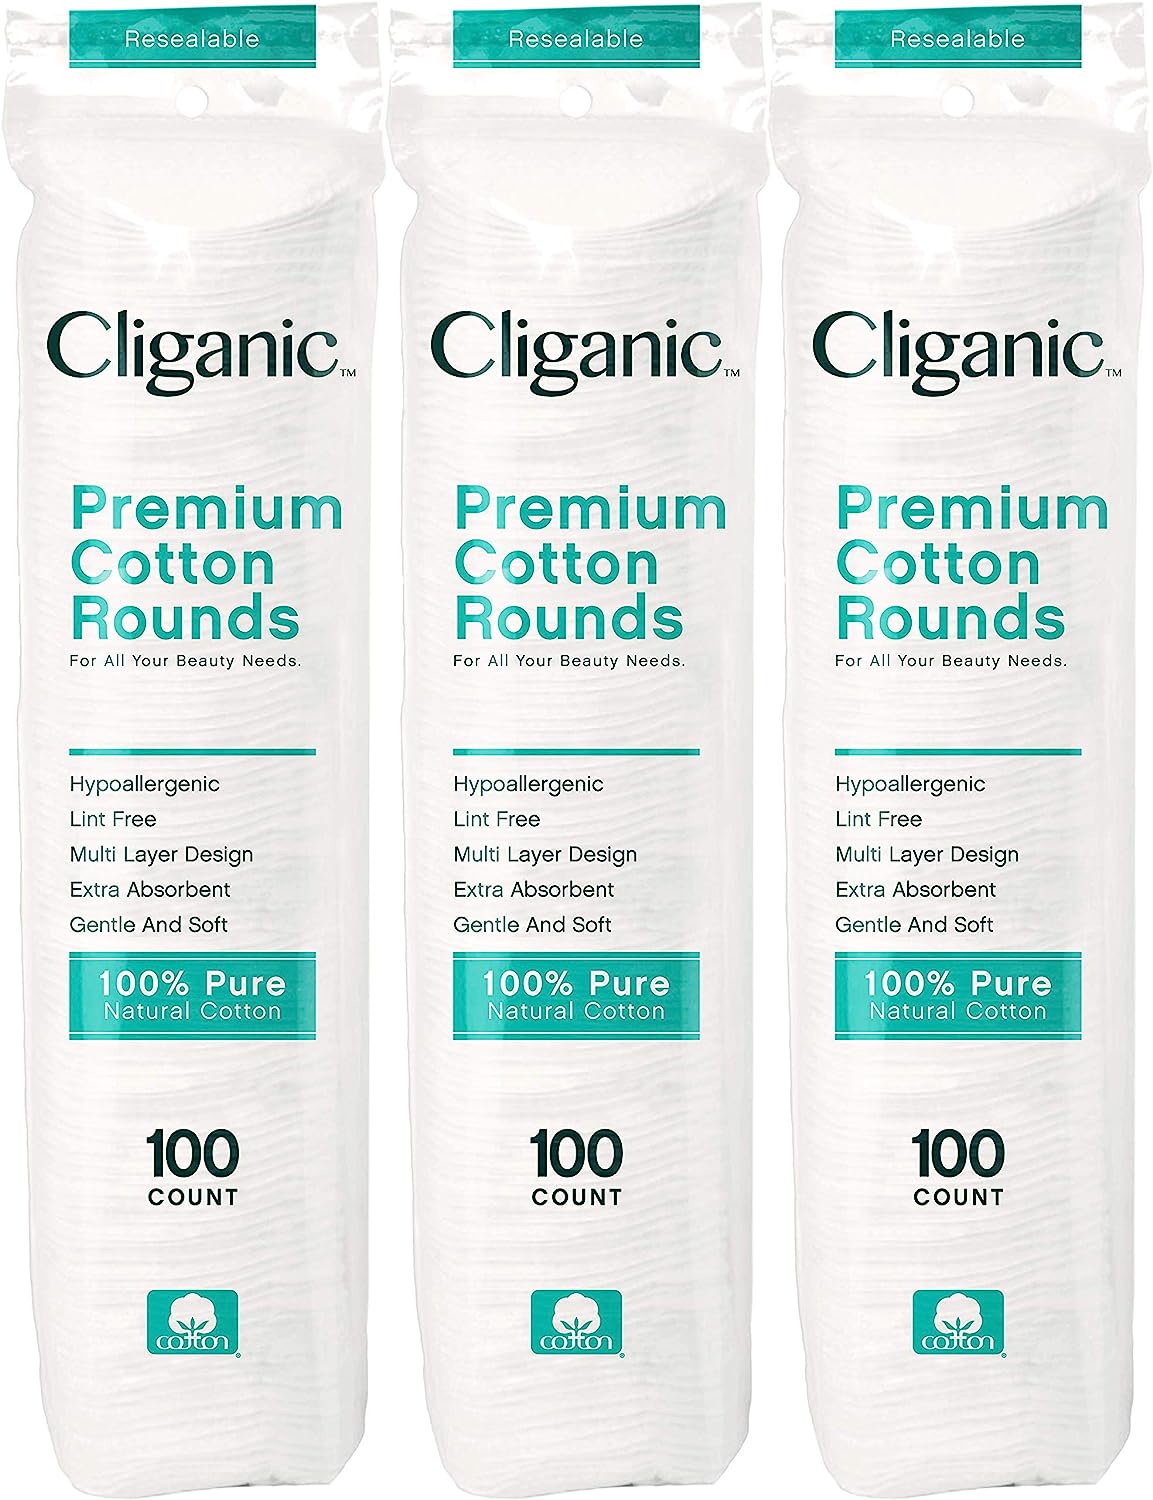 Resealable
Cliganic™
Premium
Cotton
Rounds
For All Your Beauty Needs.
Hypoallergenic
Lint Free
Multi Layer Design
Extra Absorbent
Gentle And Soft
100% Pure
Natural Cotton
100
COUNT
cotton®
Resealable
Cliganic™
Premium
Cotton
Rounds
For All Your Beauty Needs.
Hypoallergenic
Lint Free
Multi Layer Design
Extra Absorbent
Gentle And Soft
100% Pure
Natural Cotton
100
COUNT
cotton®
Resealable
Cliganic™
Premium
Cotton
Rounds
For All Your Beauty Needs.
Hypoallergenic
Lint Free
Multi Layer Design
Extra Absorbent
Gentle And Soft
100% Pure
Natural Cotton
100
COUNT
cotton®